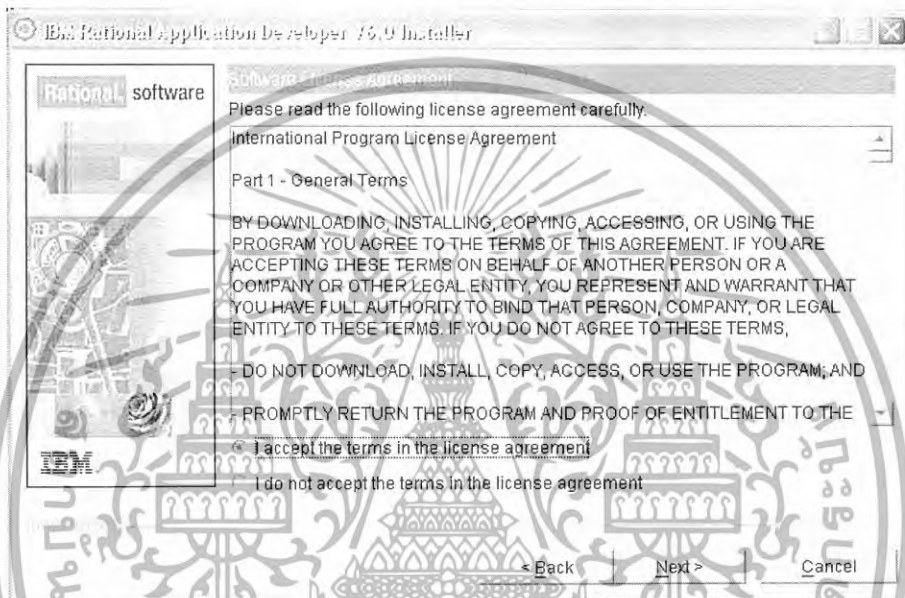 IBM Rational Application Developer V6.0 Installer
Rational. software
Software License Agreement
Please read the following license agreement carefully.
International Program License Agreement
Part 1 - General Terms
BY DOWNLOADING, INSTALLING, COPYING, ACCESSING, OR USING THE
PROGRAM YOU AGREE TO THE TERMS OF THIS AGREEMENT. IF YOU ARE
ACCEPTING THESE TERMS ON BEHALF OF ANOTHER PERSON OR A
COMPANY OR OTHER LEGAL ENTITY, YOU REPRESENT AND WARRANT THAT
YOU HAVE FULL AUTHORITY TO BIND THAT PERSON, COMPANY, OR LEGAL
ENTITY TO THESE TERMS. IF YOU DO NOT AGREE TO THESE TERMS,
- DO NOT DOWNLOAD, INSTALL, COPY, ACCESS, OR USE THE PROGRAM; AND
- PROMPTLY RETURN THE PROGRAM AND PROOF OF ENTITLEMENT TO THE
I accept the terms in the license agreement
I do not accept the terms in the license agreement
IBM
< Back
Next >
Cancel